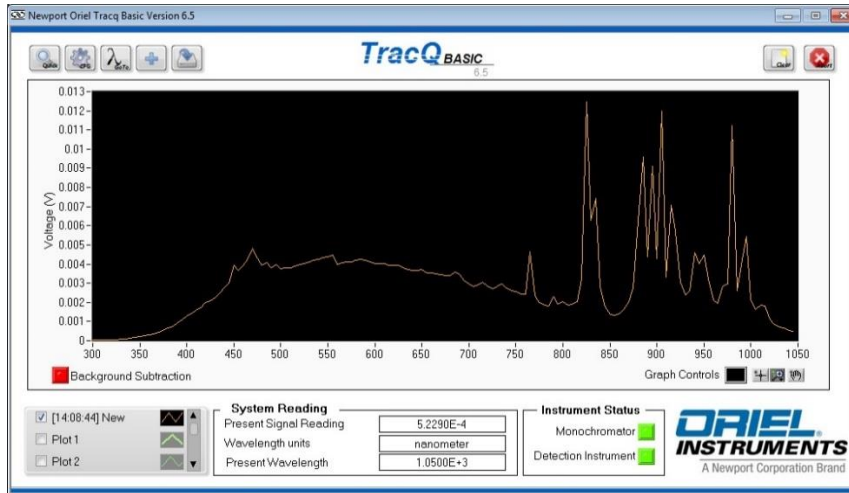 Newport Oriel Tracq Basic Version 6.5
TracQ BASIC
6.5
0.013
0.012
0.011
0.01
0.009
0.008
0.007
0.006
0.005
0.004
0.003
0.002
0.001
0
Voltage (V)
300 350 400 450 500 550 600 650 700 750 800 850 900 950 1000 1050
Background Subtraction
Graph Controls
[14:08:44] New
Plot 1
Plot 2
System Reading
Present Signal Reading 5.2290E-4
Wavelength units nanometer
Present Wavelength 1.0500E+3
Instrument Status
Monochromator
Detection Instrument
ORIEL
INSTRUMENTS
A Newport Corporation Brand